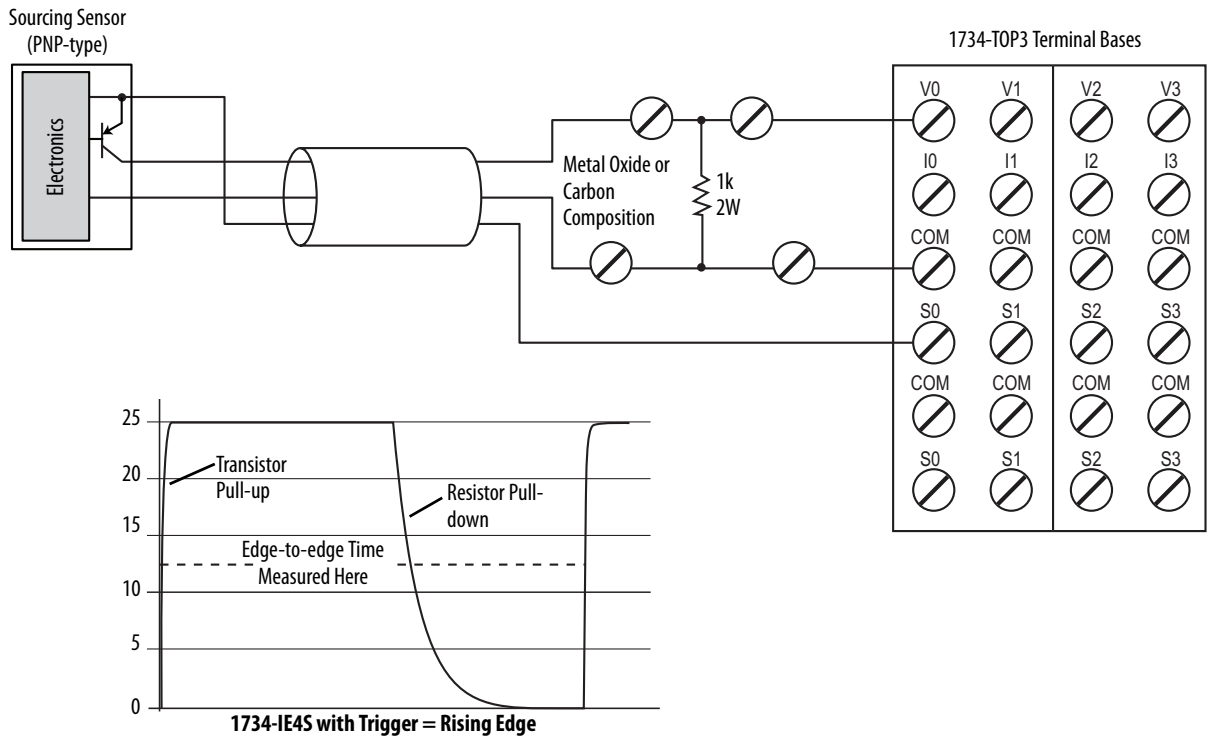 Sourcing Sensor
(PNP-type)
Electronics
Metal Oxide or
Carbon
Composition
1k
2W
1734-TOP3 Terminal Bases
V0 V1 V2 V3
I0 I1 I2 I3
COM COM COM COM
S0 S1 S2 S3
COM COM COM COM
S0 S1 S2 S3
25
20
15
10
5
0
Transistor
Pull-up
Resistor Pull-
down
Edge-to-edge Time
Measured Here
1734-IE4S with Trigger = Rising Edge